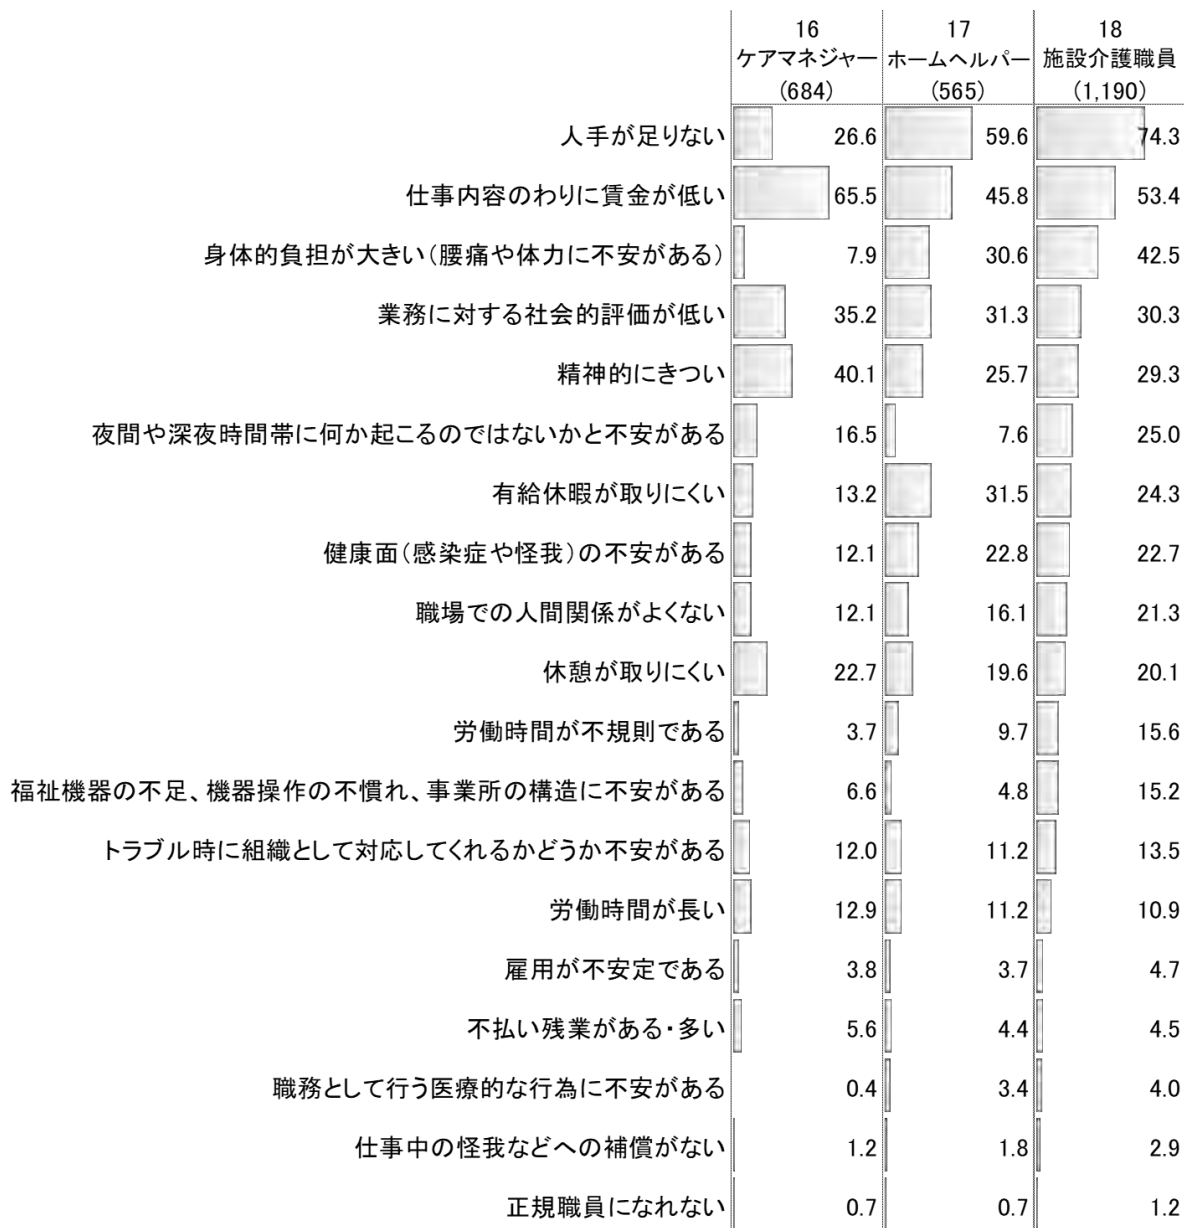 16 17 18
ケアマネジャー ホームヘルパー 施設介護職員
(684) (565) (1,190)
人手が足りない 26.6 59.6 74.3
仕事内容のわりに賃金が低い 65.5 45.8 53.4
身体的負担が大きい(腰痛や体力に不安がある) 7.9 30.6 42.5
業務に対する社会的評価が低い 35.2 31.3 30.3
精神的にきつい 40.1 25.7 29.3
夜間や深夜時間帯に何か起こるのではないかと不安がある 16.5 7.6 25.0
有給休暇が取りにくい 13.2 31.5 24.3
健康面(感染症や怪我)の不安がある 12.1 22.8 22.7
職場での人間関係がよくない 12.1 16.1 21.3
休憩が取りにくい 22.7 19.6 20.1
労働時間が不規則である 3.7 9.7 15.6
福祉機器の不足、機器操作の不慣れ、事業所の構造に不安がある 6.6 4.8 15.2
トラブル時に組織として対応してくれるかどうか不安がある 12.0 11.2 13.5
労働時間が長い 12.9 11.2 10.9
雇用が不安定である 3.8 3.7 4.7
不払い残業がある・多い 5.6 4.4 4.5
職務として行う医療的な行為に不安がある 0.4 3.4 4.0
仕事中の怪我などへの補償がない 1.2 1.8 2.9
正規職員になれない 0.7 0.7 1.2